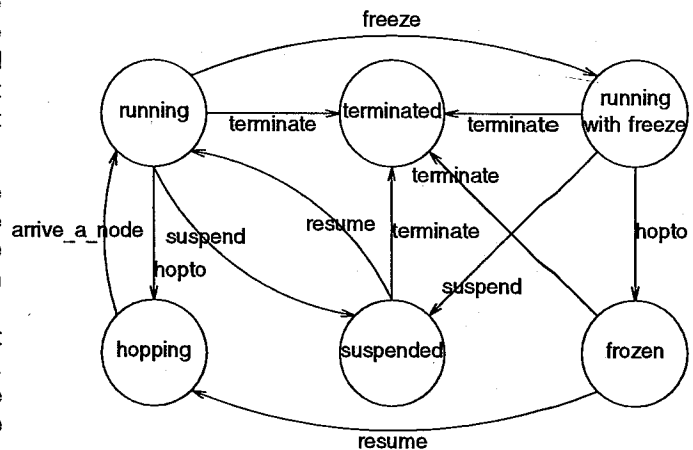 freeze
running
terminated
running
with freeze
terminate
terminate
terminate
arrive_a_node
suspend
resume
terminate
hopto
hopto
suspend
hopping
suspended
frozen
resume